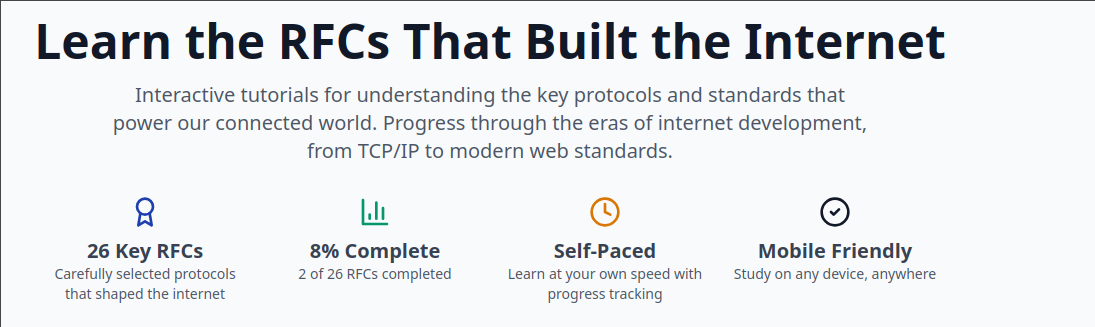 Learn the RFCs That Built the Internet
Interactive tutorials for understanding the key protocols and standards that
power our connected world. Progress through the eras of internet development,
from TCP/IP to modern web standards.
26 Key RFCs
Carefully selected protocols
that shaped the internet
8% Complete
2 of 26 RFCs completed
Self-Paced
Learn at your own speed with
progress tracking
Mobile Friendly
Study on any device, anywhere